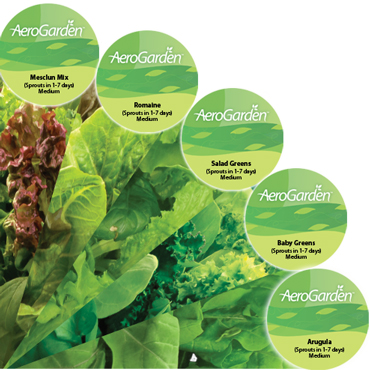 AeroGarden
Mesclun Mix
(Sprouts in 1-7 days)
Medium
AeroGarden
Romaine
(Sprouts in 1-7 days)
Medium
AeroGarden
Salad Greens
(Sprouts in 1-7 days)
Medium
AeroGarden
Baby Greens
(Sprouts in 1-7 days)
Medium
AeroGarden
Arugula
(Sprouts in 1-7 days)
Medium